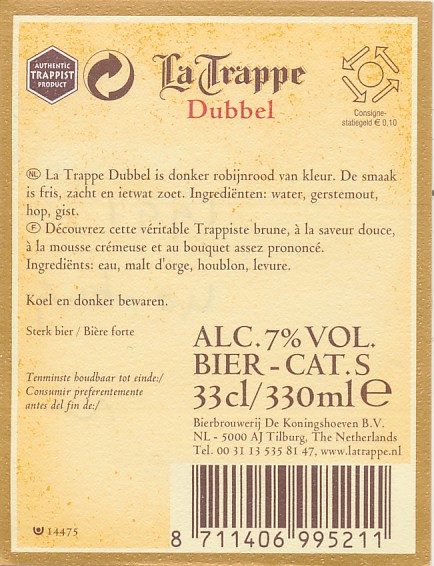 AUTHENTIC
TRAPPIST
PRODUCT
La Trappe
Dubbel
Consigne-
statiegeld € 0,10
NL La Trappe Dubbel is donker robijnrood van kleur. De smaak
is fris, zacht en ietwat zoet. Ingrediënten: water, gerstemout,
hop, gist.
F Découvrez cette véritable Trappiste brune, à la saveur douce,
à la mousse crémeuse et au bouquet assez prononcé.
Ingrediënts: eau, malt d'orge, houblon, levure.
Koel en donker bewaren.
Sterk bier / Bière forte
ALC. 7% VOL.
BIER - CAT. S
33cl/330ml e
Tenminste houdbaar tot einde:/
Consumir preferentemente
antes del fin de:/
Bierbrouwerij De Koningshoeven B.V.
NL - 5000 AJ Tilburg, The Netherlands
Tel. 00 31 13 535 81 47, www.latrappe.nl
14475
8 711406 995211